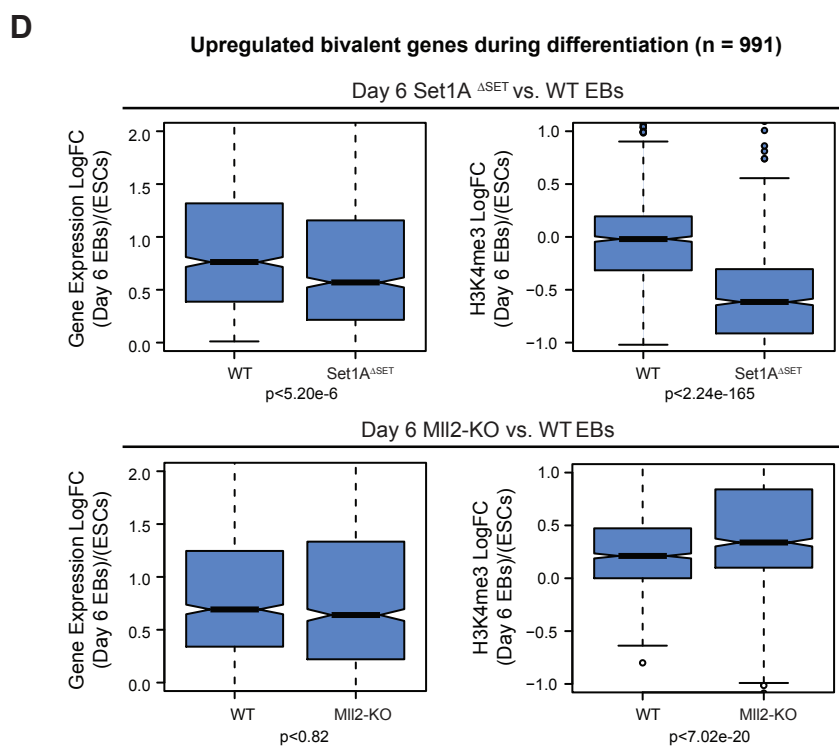 D
Upregulated bivalent genes during differentiation (n = 991)
Day 6 Set1A ΔSET vs. WT EBs
Gene Expression LogFC
(Day 6 EBs)/(ESCs)
2.0
1.5
1.0
0.5
0.0
WT
Set1AΔSET
p<5.20e-6
H3K4me3 LogFC
(Day 6 EBs)/(ESCs)
1.0
0.5
0.0
−0.5
−1.0
WT
Set1AΔSET
p<2.24e-165
Day 6 Mll2-KO vs. WT EBs
Gene Expression LogFC
(Day 6 EBs)/(ESCs)
2.0
1.5
1.0
0.5
0.0
WT
Mll2-KO
p<0.82
H3K4me3 LogFC
(Day 6 EBs)/(ESCs)
1.0
0.5
0.0
−0.5
−1.0
WT
Mll2-KO
p<7.02e-20